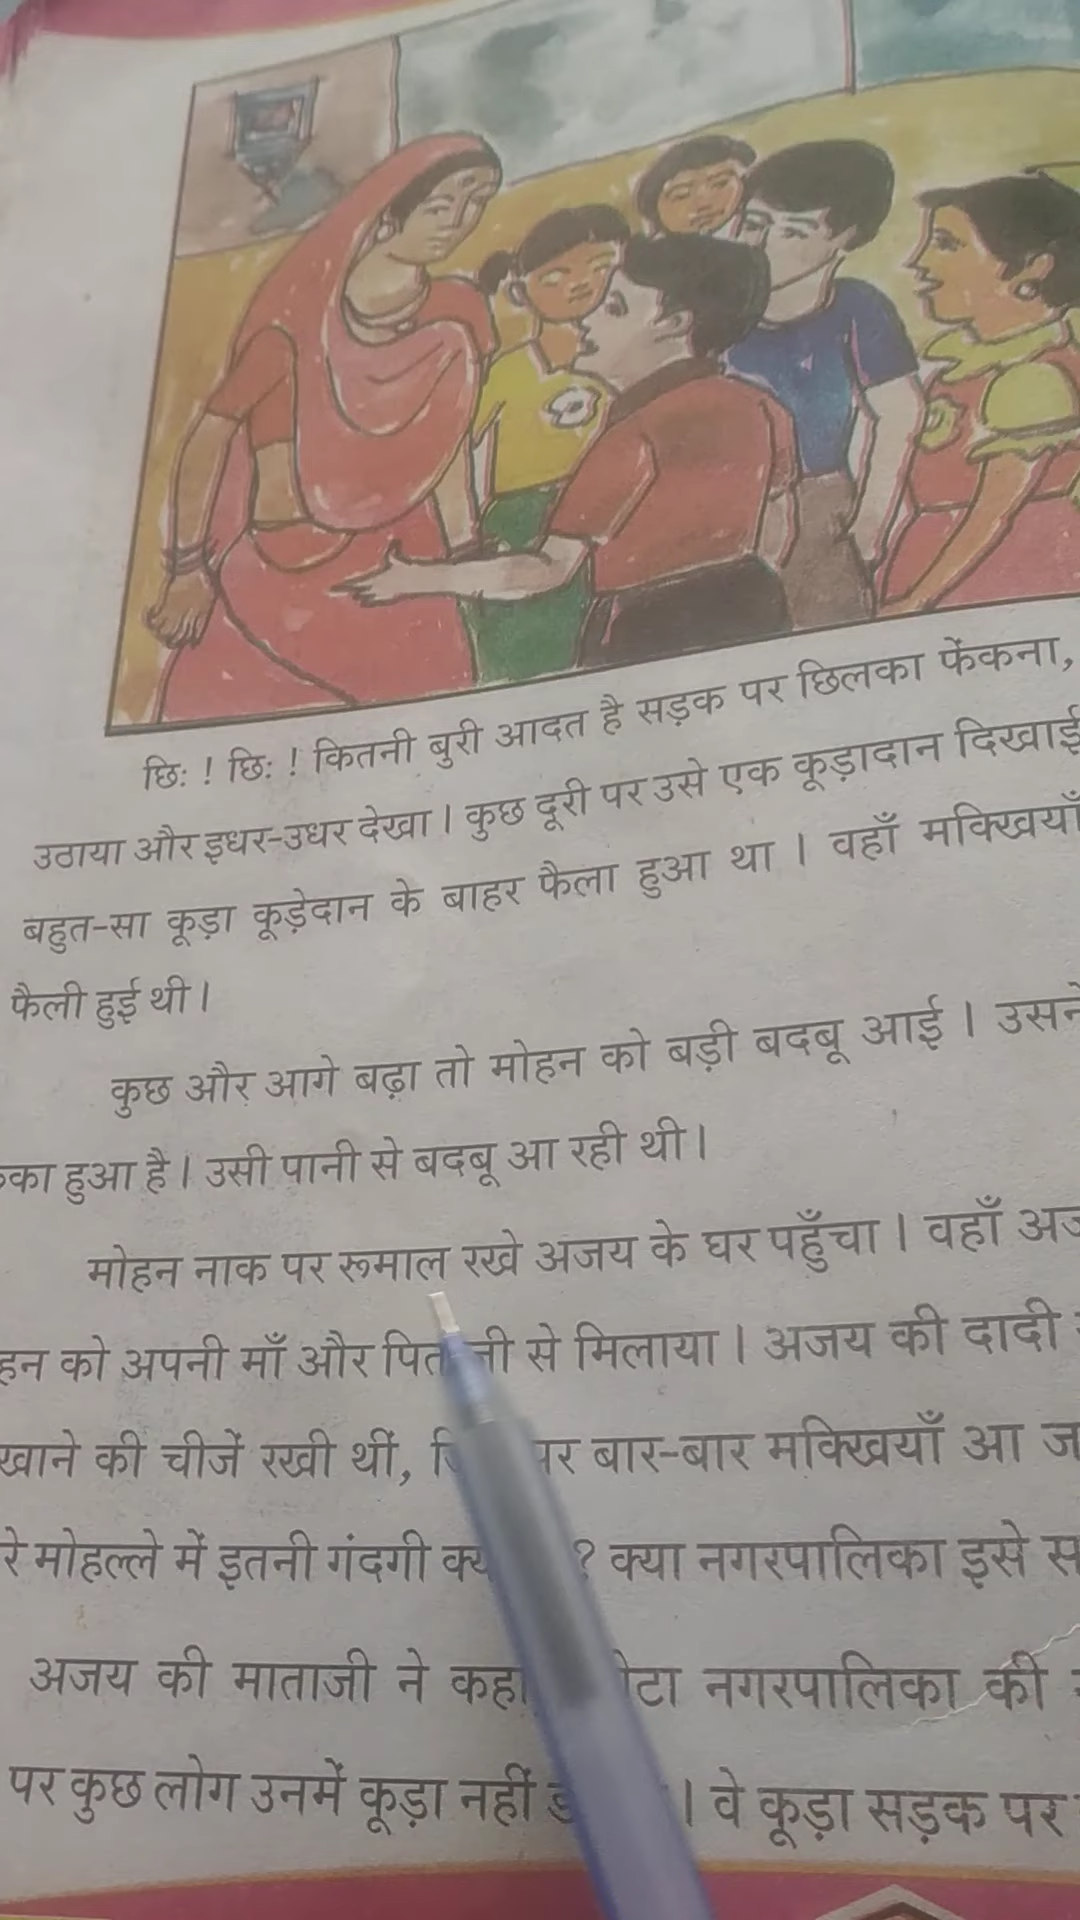 छिः ! छिः ! कितनी बुरी आदत है सड़क पर छिलका फेंकना,
उठाया और इधर-उधर देखा । कुछ दूरी पर उसे एक कूड़ादान दिखाई
बहुत-सा कूड़ा कूड़ेदान के बाहर फैला हुआ था । वहाँ मक्खियाँ
फैली हुई थी ।
कुछ और आगे बढ़ा तो मोहन को बड़ी बदबू आई । उसने
हुआ है । उसी पानी से बदबू आ रही थी ।
मोहन नाक पर रूमाल रखे अजय के घर पहुँचा । वहाँ
को अपनी माँ और से मिलाया । अजय की दादी
खाने की चीजें रखी थीं, बार-बार मक्खियाँ आ
मोहल्ले में इतनी गंदगी ? क्या नगरपालिका इसे
अजय की माताजी ने कहा नगरपालिका की
पर कुछ लोग उनमें कूड़ा नहीं । वे कूड़ा सड़क पर